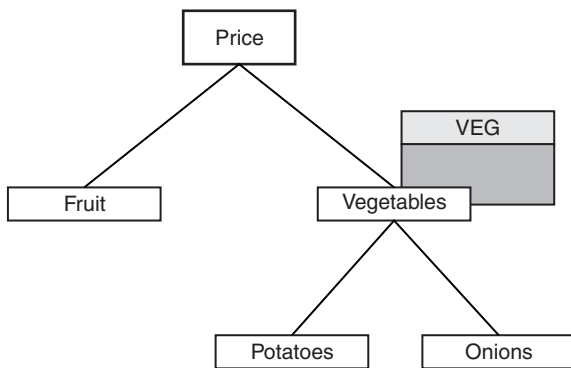 Price
VEG
Fruit
Vegetables
Potatoes
Onions